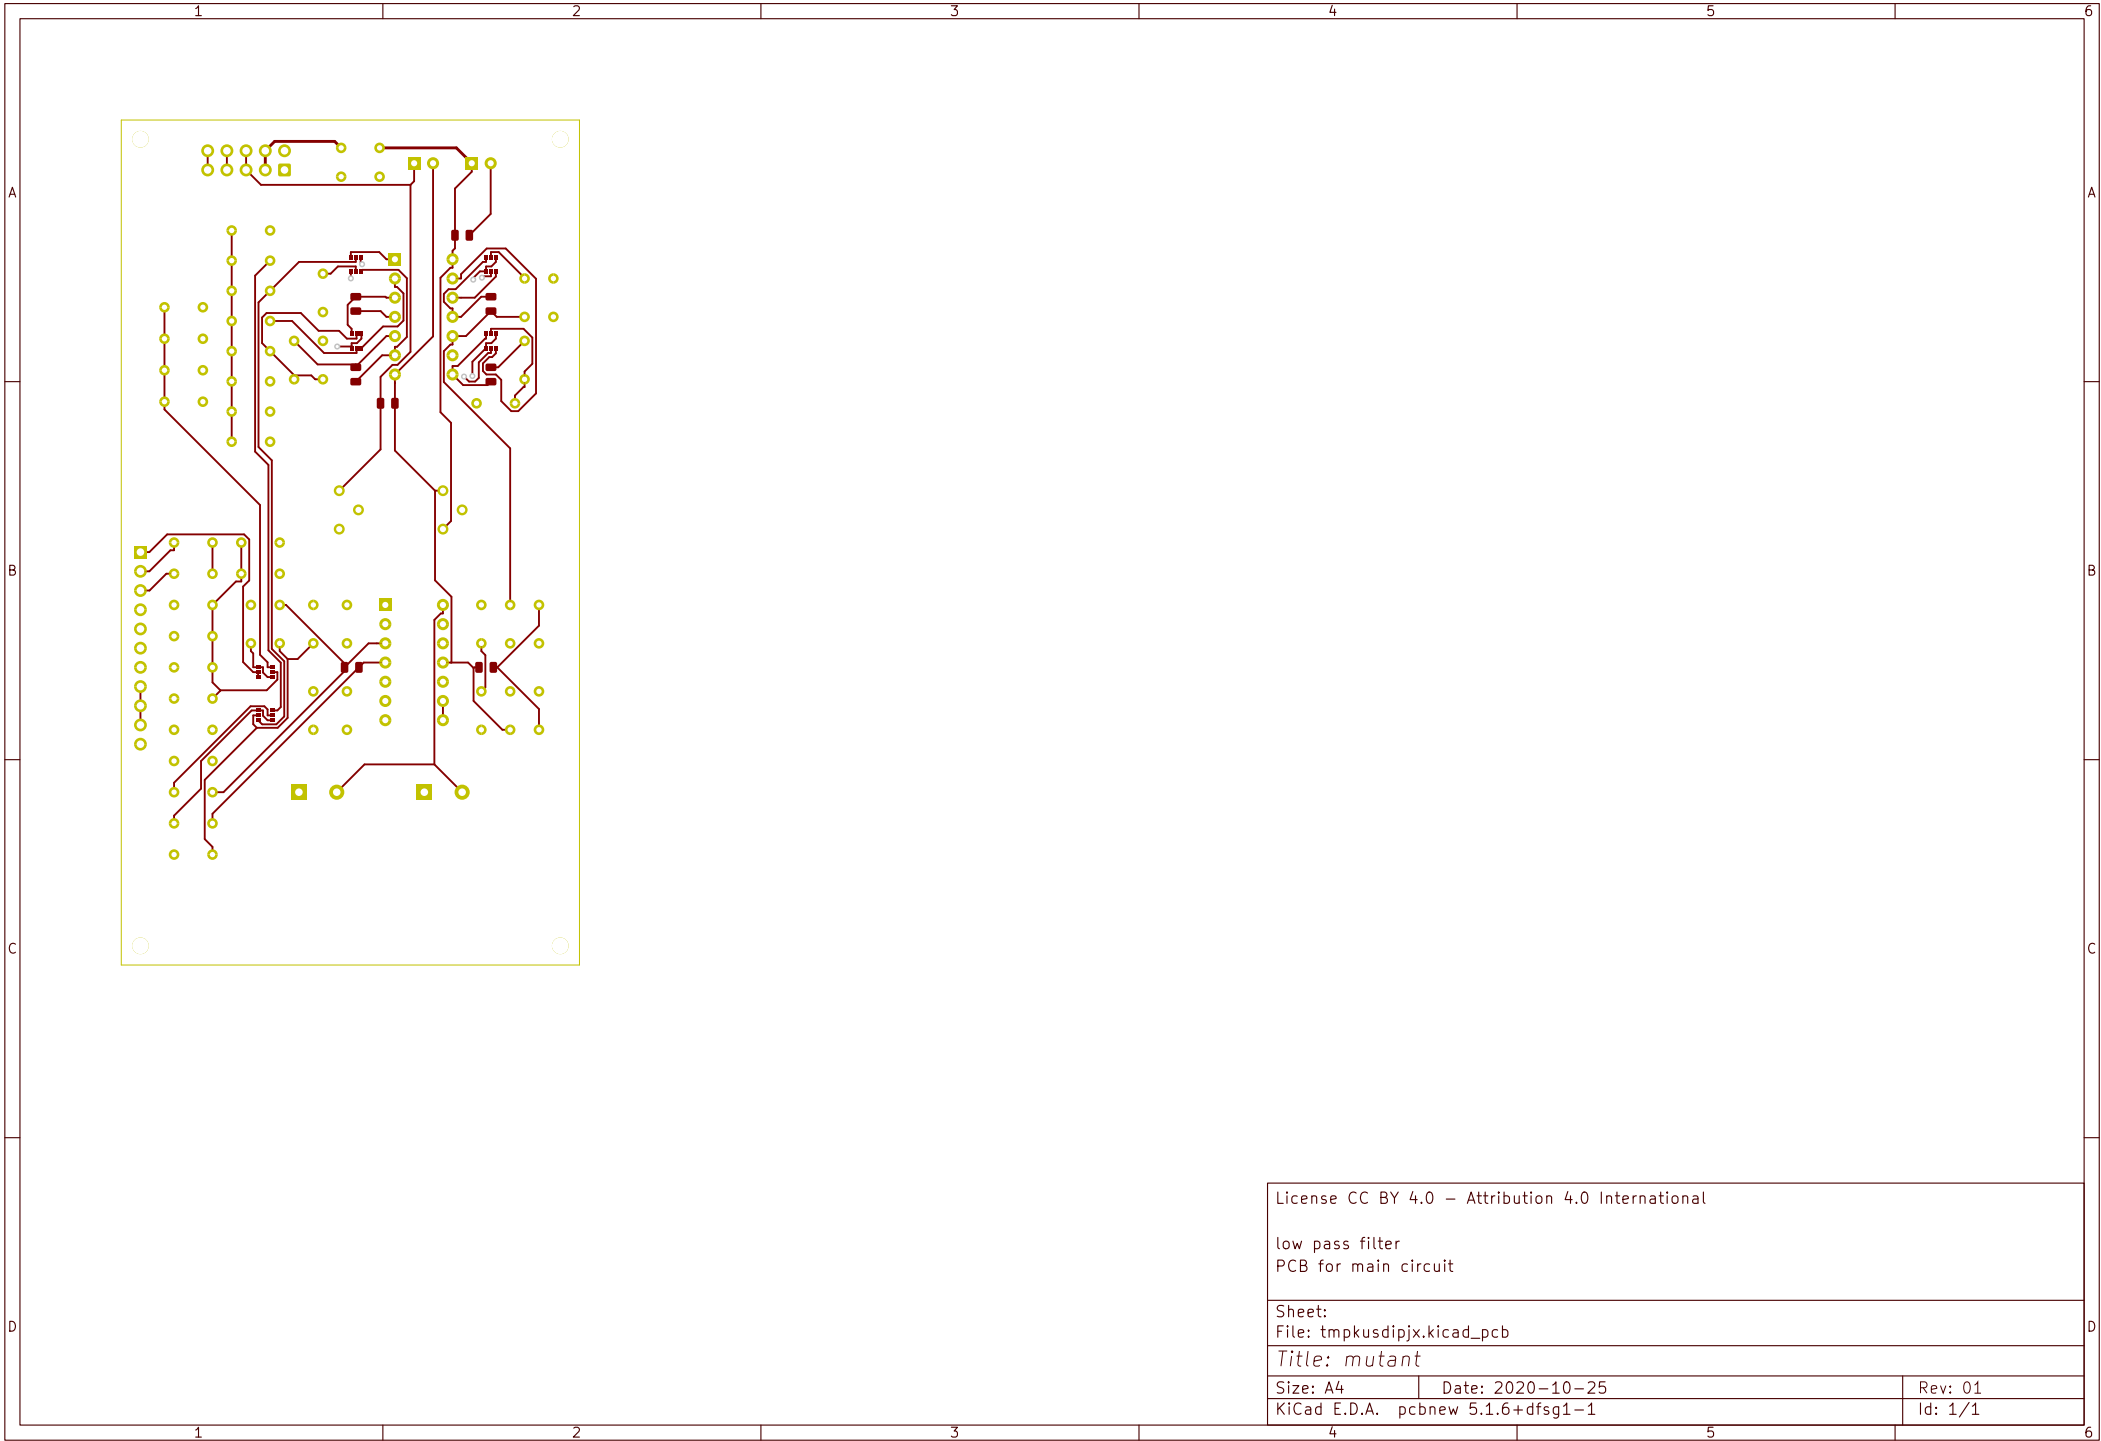 1 2 3 4 5 6
A A
B B
C C
License CC BY 4.0 - Attribution 4.0 International
low pass filter
PCB for main circuit
Sheet:
File: tmpkusdipjx.kicad_pcb
D D
Title: mutant
Size: A4 Date: 2020-10-25 Rev: 01
KiCad E.D.A. pcbnew 5.1.6+dfsg1-1 Id: 1/1
1 2 3 4 5 6